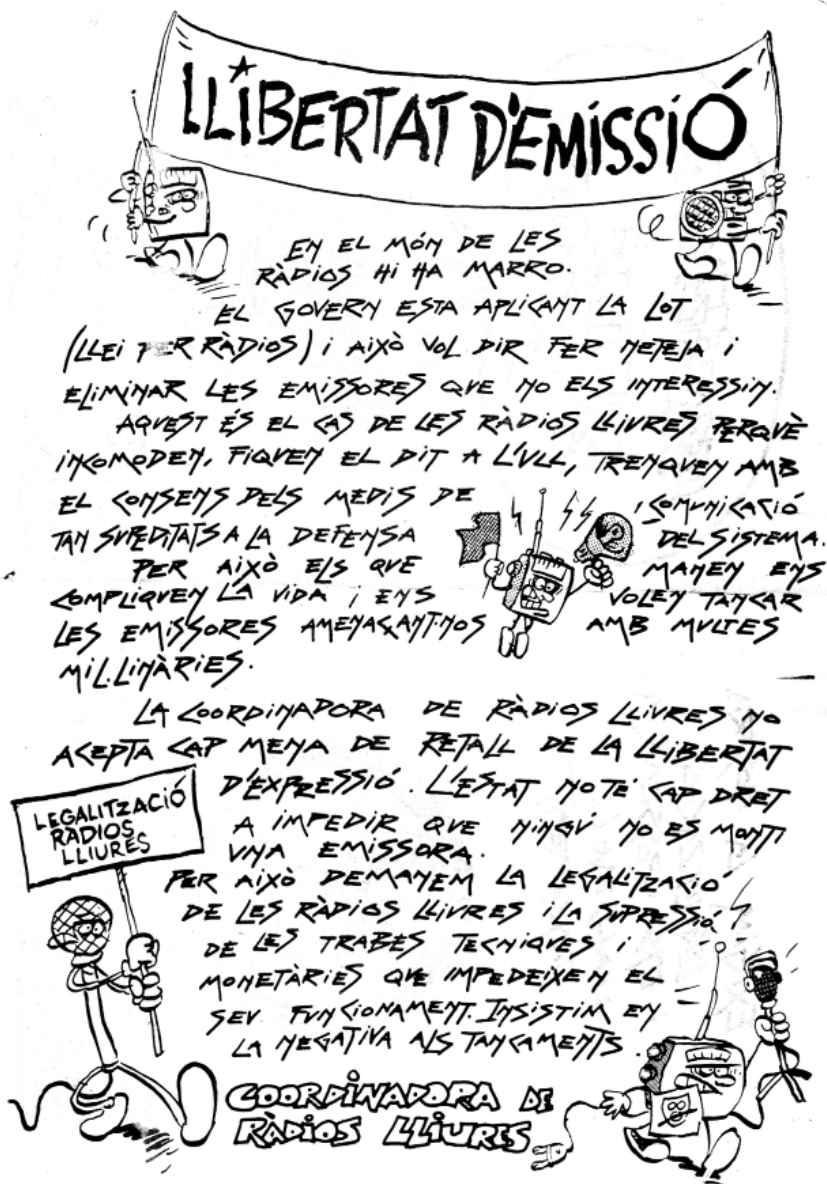 LLIBERTAT D'EMISSIÓ
EN EL MÓN DE LES
RÀDIOS HI HA MARRO.
EL GOVERN ESTA APLICANT LA LOT
(LLEI PER RÀDIOS) i AIXÒ VOL DIR FER NETEJA i
ELIMINAR LES EMISSORES QUE NO ELS INTERESSIN.
AQUEST ÉS EL CAS DE LES RÀDIOS LLIURES PERQUÈ
INCOMODEN, FIQUEN EL DIT A L'ULL, TRENQUEN AMB
EL CONSENS DELS MEDIS DE COMUNICACIÓ
TAN SUPEDITATS A LA DEFENSA DEL SISTEMA.
PER AIXÒ ELS QUE MANEN ENS
COMPLIQUEN LA VIDA i ENS VOLEN TANCAR
LES EMISSORES AMENAÇANT-NOS AMB MULTES
MIL.LINÀRIES.
LA COORDINADORA DE RÀDIOS LLIURES NO
ACEPTA CAP MENA DE RETALL DE LA LLIBERTAT
D'EXPRESSIÓ. L'ESTAT NO TÉ CAP DRET
A IMPEDIR QUE NINGÚ NO ES MONTI
UNA EMISSORA.
PER AIXÒ DEMANEM LA LEGALITZACIÓ
DE LES RÀDIOS LLIURES i LA SUPRESSIÓ
DE LES TRABES TECNIQUES i
MONETÀRIES QUE IMPEDEIXEN EL
SEU FUNCIONAMENT. INSISTIM EN
LA NEGATIVA ALS TANCAMENTS.
LEGALITZACIÓ
RADIOS
LLIURES
COORDINADORA DE
RÀDIOS LLIURES